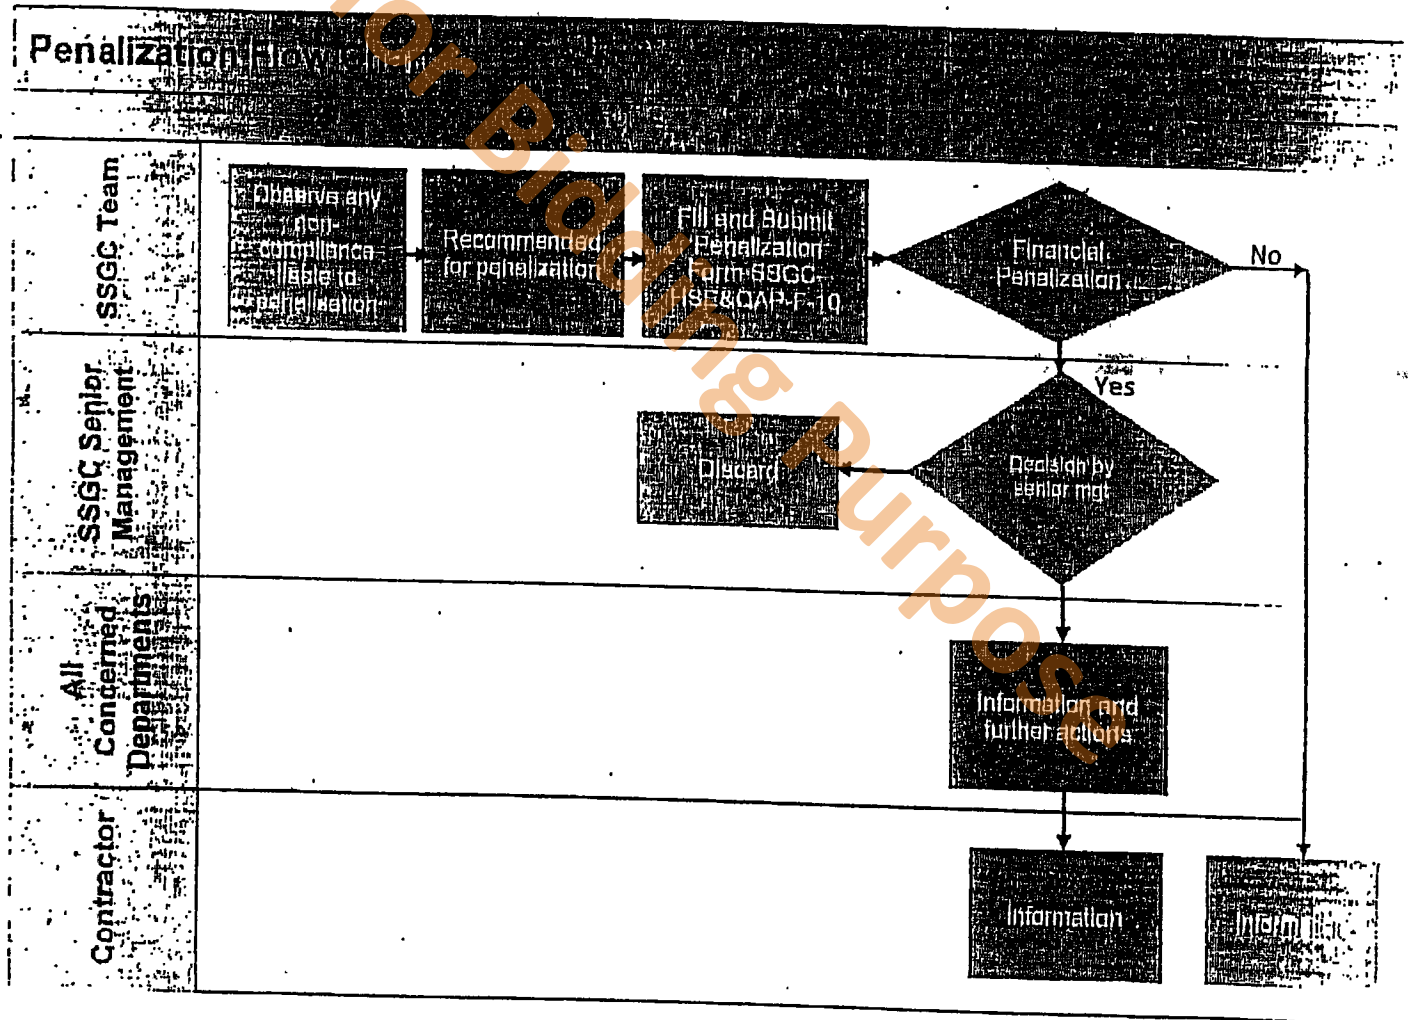 Penalization Flow
For Bidding Purpose
SSGC Team
Observe any
non-
compliance
liable to
penalization
Recommended
for penalization
Fill and Submit
Penalization
Form SSGC-
HSE&QAP-F-10
Financial
Penalization
No
Yes
SSGC Senior
Management
Discard
Decision by
senior mgt
All
Concerned
Departments
Information and
further actions
Contractor
Information
Inform